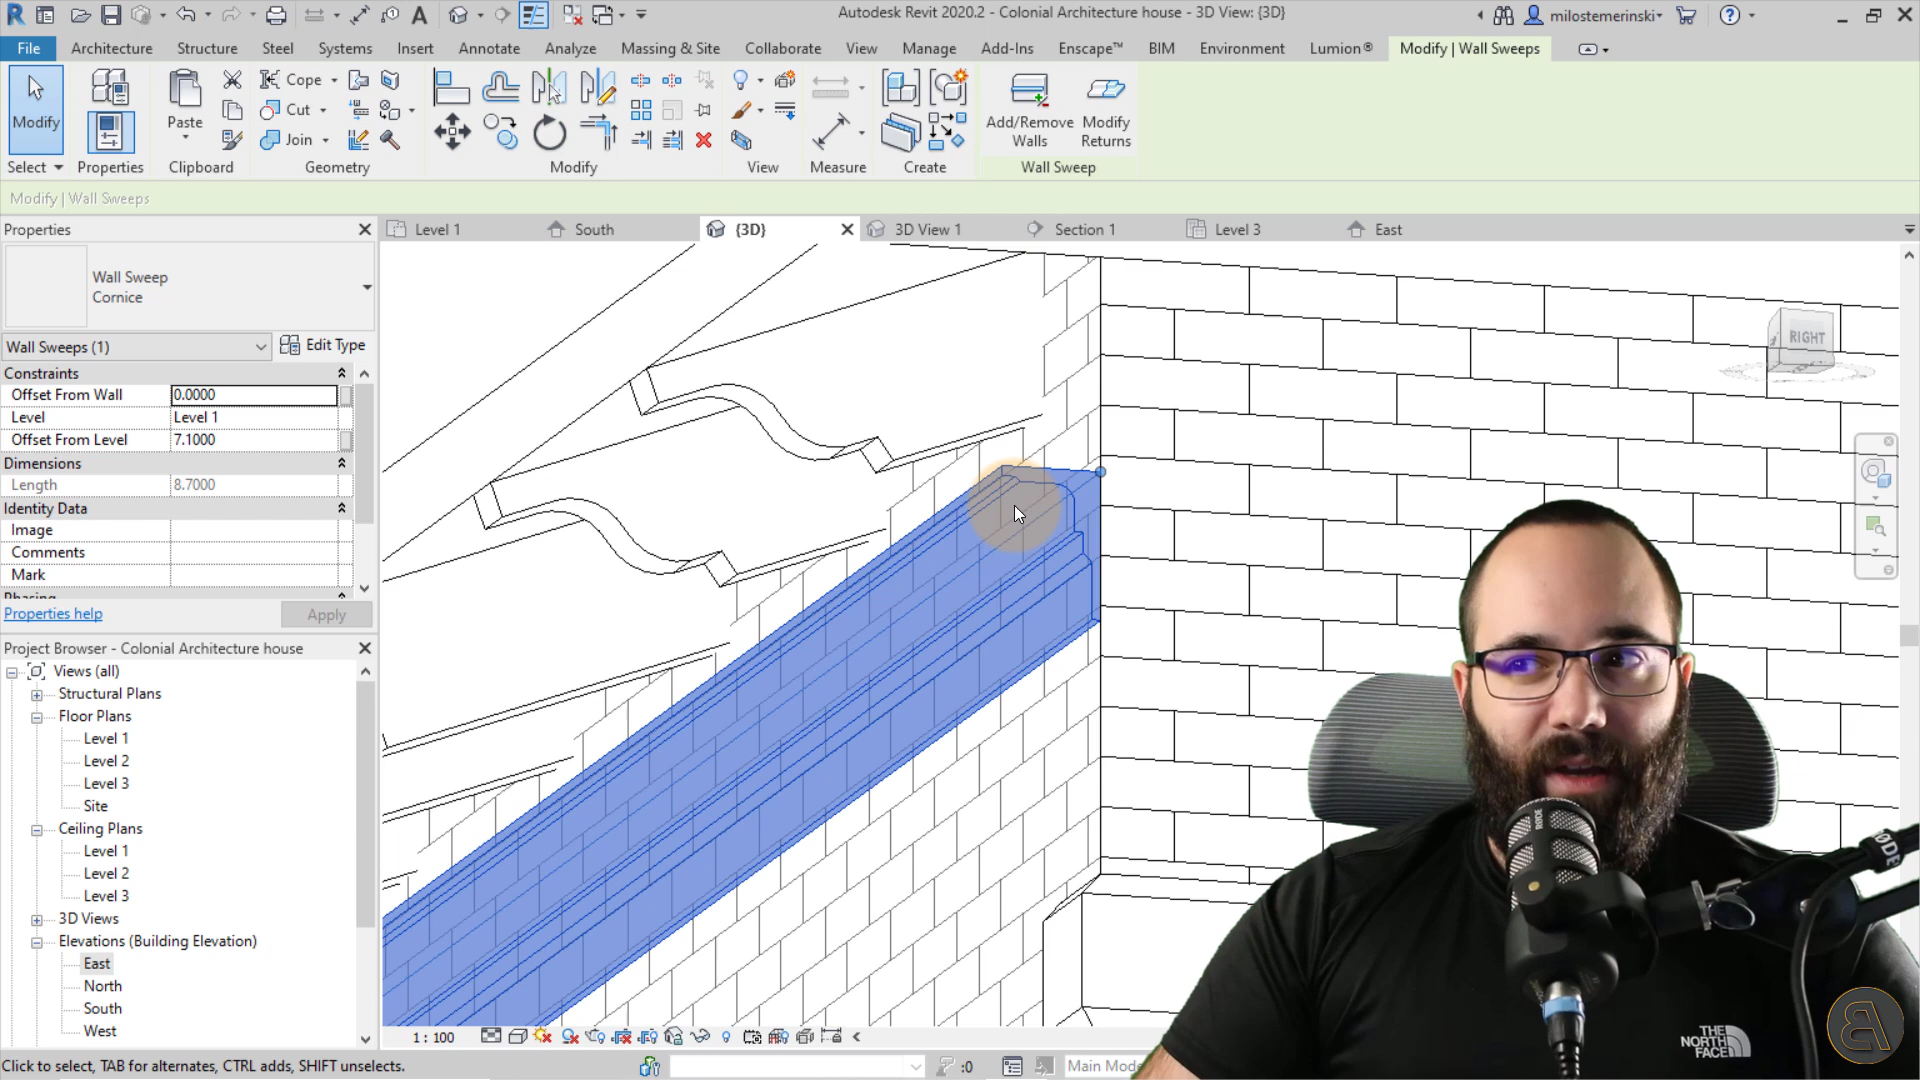 Autodesk Revit 2020.2 - Colonial Architecture house - 3D View: {3D}
milostemerinski
File
Architecture
Structure
Steel
Systems
Insert
Annotate
Analyze
Massing & Site
Collaborate
View
Manage
Add-Ins
Enscape™
BIM
Environment
Lumion®
Modify | Wall Sweeps
Modify
Paste
Cope
Cut
Join
Add/Remove
Walls
Modify
Returns
Select
Properties
Clipboard
Geometry
Modify
View
Measure
Create
Wall Sweep
Modify | Wall Sweeps
Properties
Level 1
South
{3D}
3D View 1
Section 1
Level 3
East
Wall Sweep
Cornice
Wall Sweeps (1)
Edit Type
Constraints
Offset From Wall 0.0000
Level Level 1
Offset From Level 7.1000
Dimensions
Length 8.7000
Identity Data
Image
Comments
Mark
Phasing
Properties help
Apply
RIGHT
Project Browser - Colonial Architecture house
Views (all)
Structural Plans
Floor Plans
Level 1
Level 2
Level 3
Site
Ceiling Plans
Level 1
Level 2
Level 3
3D Views
Elevations (Building Elevation)
East
North
South
West
1 : 100
Click to select, TAB for alternates, CTRL adds, SHIFT unselects.
:0
Main Mode
RODE
THE
NORTH
FACE
B